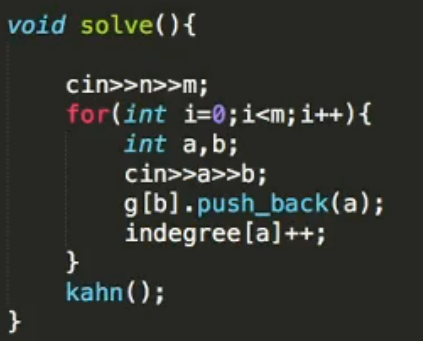 void solve(){
cin>>n>>m;
for(int i=0;i<m;i++){
int a,b;
cin>>a>>b;
g[b].push_back(a);
indegree[a]++;
}
kahn();
}